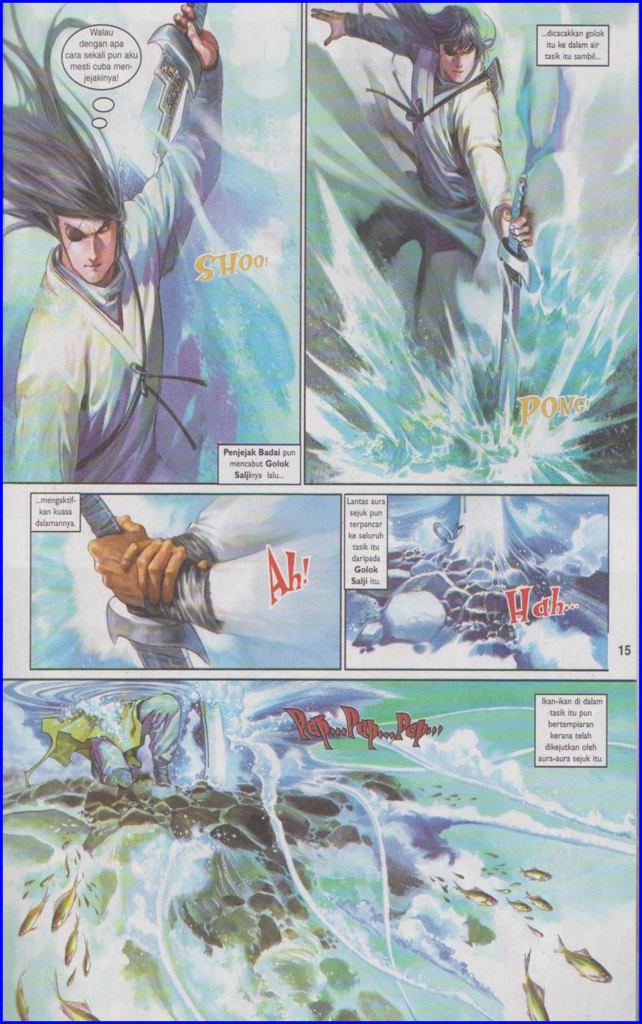 Walau
dengan apa
cara sekali pun aku
mesti cuba men-
jejakinya!
SHOO!
Penjejak Badai pun
mencabut Golok
Saljinya lalu...
...dicacakkan golok
itu ke dalam air
tasik itu sambil...
PONG!
...mengaktif-
kan kuasa
dalamannya.
Ah!
Lantas aura
sejuk pun
terpancar
ke seluruh
tasik itu
daripada
Golok
Salji itu.
Hah...
15
Pap...Pap...Pap...
Ikan-ikan di dalam
tasik itu pun
bertempiaran
kerana telah
dikejutkan oleh
aura-aura sejuk itu.